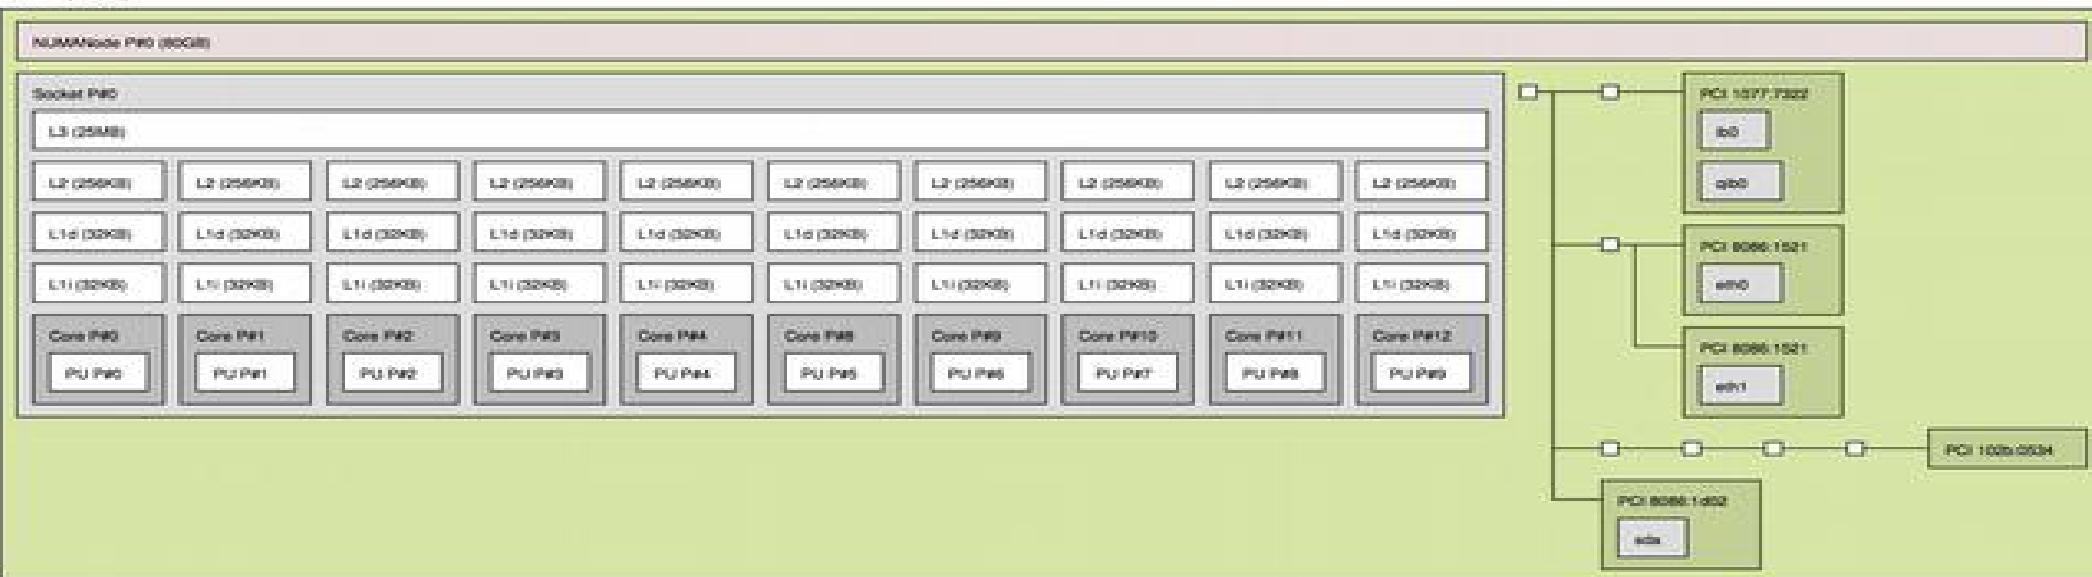 NUMANode P#0 (80GB)
Socket P#0
L3 (25MB)
L2 (256KB) L2 (256KB) L2 (256KB) L2 (256KB) L2 (256KB) L2 (256KB) L2 (256KB) L2 (256KB) L2 (256KB) L2 (256KB)
L1d (32KB) L1d (32KB) L1d (32KB) L1d (32KB) L1d (32KB) L1d (32KB) L1d (32KB) L1d (32KB) L1d (32KB) L1d (32KB)
L1i (32KB) L1i (32KB) L1i (32KB) L1i (32KB) L1i (32KB) L1i (32KB) L1i (32KB) L1i (32KB) L1i (32KB) L1i (32KB)
Core P#0 Core P#1 Core P#2 Core P#3 Core P#4 Core P#8 Core P#9 Core P#10 Core P#11 Core P#12
PU P#0 PU P#1 PU P#2 PU P#3 PU P#4 PU P#5 PU P#6 PU P#7 PU P#8 PU P#9
PCI 1077:7322
ib0
qib0
PCI 8086:1521
eth0
PCI 8086:1521
eth1
PCI 102b:0534
PCI 8086:1d02
sda